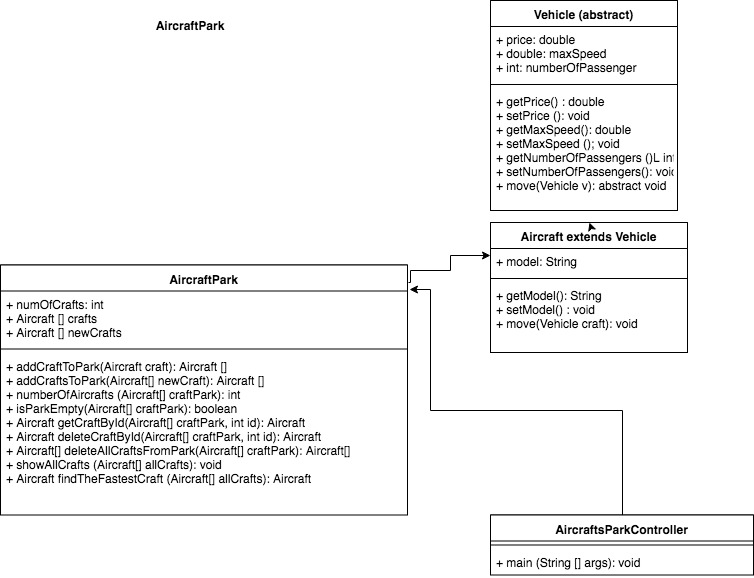 AircraftPark
Vehicle (abstract)
+ price: double
+ double: maxSpeed
+ int: numberOfPassenger
+ getPrice() : double
+ setPrice (): void
+ getMaxSpeed(): double
+ setMaxSpeed (); void
+ getNumberOfPassengers ()L int
+ setNumberOfPassengers(): void
+ move(Vehicle v): abstract void
Aircraft extends Vehicle
+ model: String
+ getModel(): String
+ setModel() : void
+ move(Vehicle craft): void
AircraftPark
+ numOfCrafts: int
+ Aircraft [] crafts
+ Aircraft [] newCrafts
+ addCraftToPark(Aircraft craft): Aircraft []
+ addCraftsToPark(Aircraft[] newCraft): Aircraft []
+ numberOfAircrafts (Aircraft[] craftPark): int
+ isParkEmpty(Aircraft[] craftPark): boolean
+ Aircraft getCraftById(Aircraft[] craftPark, int id): Aircraft
+ Aircraft deleteCraftById(Aircraft[] craftPark, int id): Aircraft
+ Aircraft[] deleteAllCraftsFromPark(Aircraft[] craftPark): Aircraft[]
+ showAllCrafts (Aircraft[] allCrafts): void
+ Aircraft findTheFastestCraft (Aircraft[] allCrafts): Aircraft
AircraftsParkController
+ main (String [] args): void